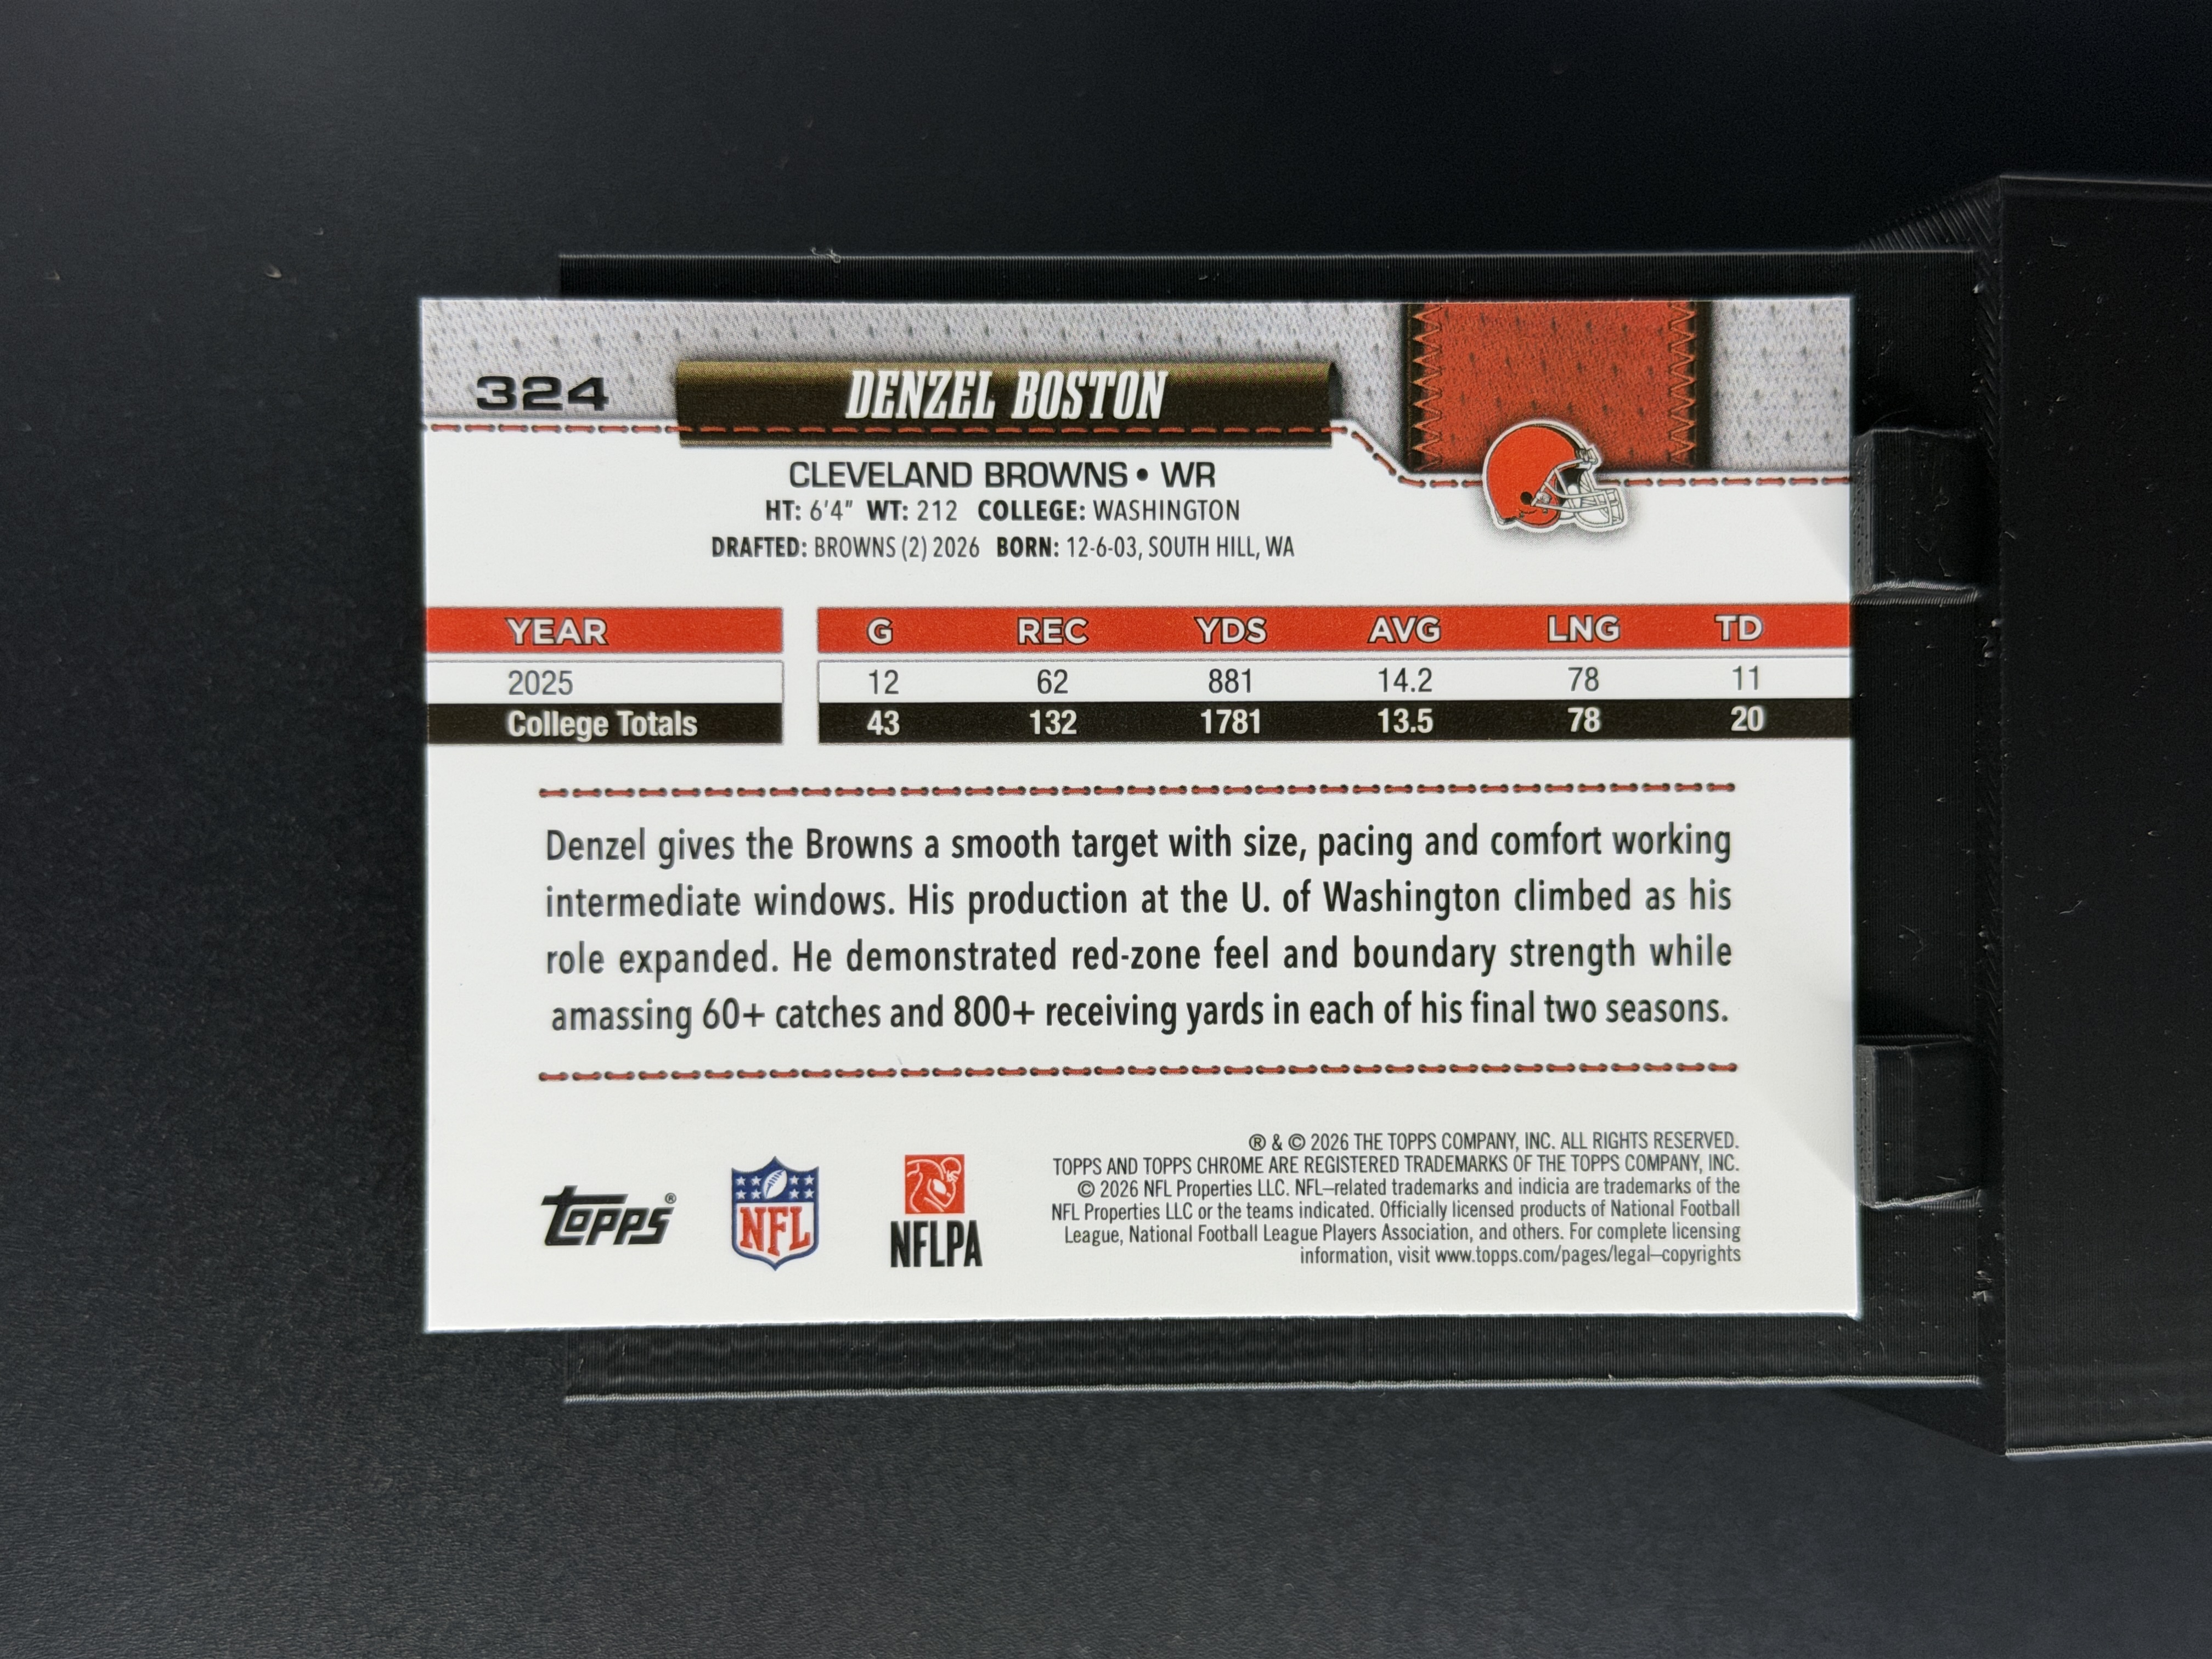 324
DENZEL BOSTON
CLEVELAND BROWNS • WR
HT: 6'4" WT: 212 COLLEGE: WASHINGTON
DRAFTED: BROWNS (2) 2026 BORN: 12-6-03, SOUTH HILL, WA
YEAR G REC YDS AVG LNG TD
2025 12 62 881 14.2 78 11
College Totals 43 132 1781 13.5 78 20
Denzel gives the Browns a smooth target with size, pacing and comfort working
intermediate windows. His production at the U. of Washington climbed as his
role expanded. He demonstrated red-zone feel and boundary strength while
amassing 60+ catches and 800+ receiving yards in each of his final two seasons.
topps®
NFL
NFLPA
® & © 2026 THE TOPPS COMPANY, INC. ALL RIGHTS RESERVED.
TOPPS AND TOPPS CHROME ARE REGISTERED TRADEMARKS OF THE TOPPS COMPANY, INC.
© 2026 NFL Properties LLC. NFL–related trademarks and indicia are trademarks of the
NFL Properties LLC or the teams indicated. Officially licensed products of National Football
League, National Football League Players Association, and others. For complete licensing
information, visit www.topps.com/pages/legal–copyrights